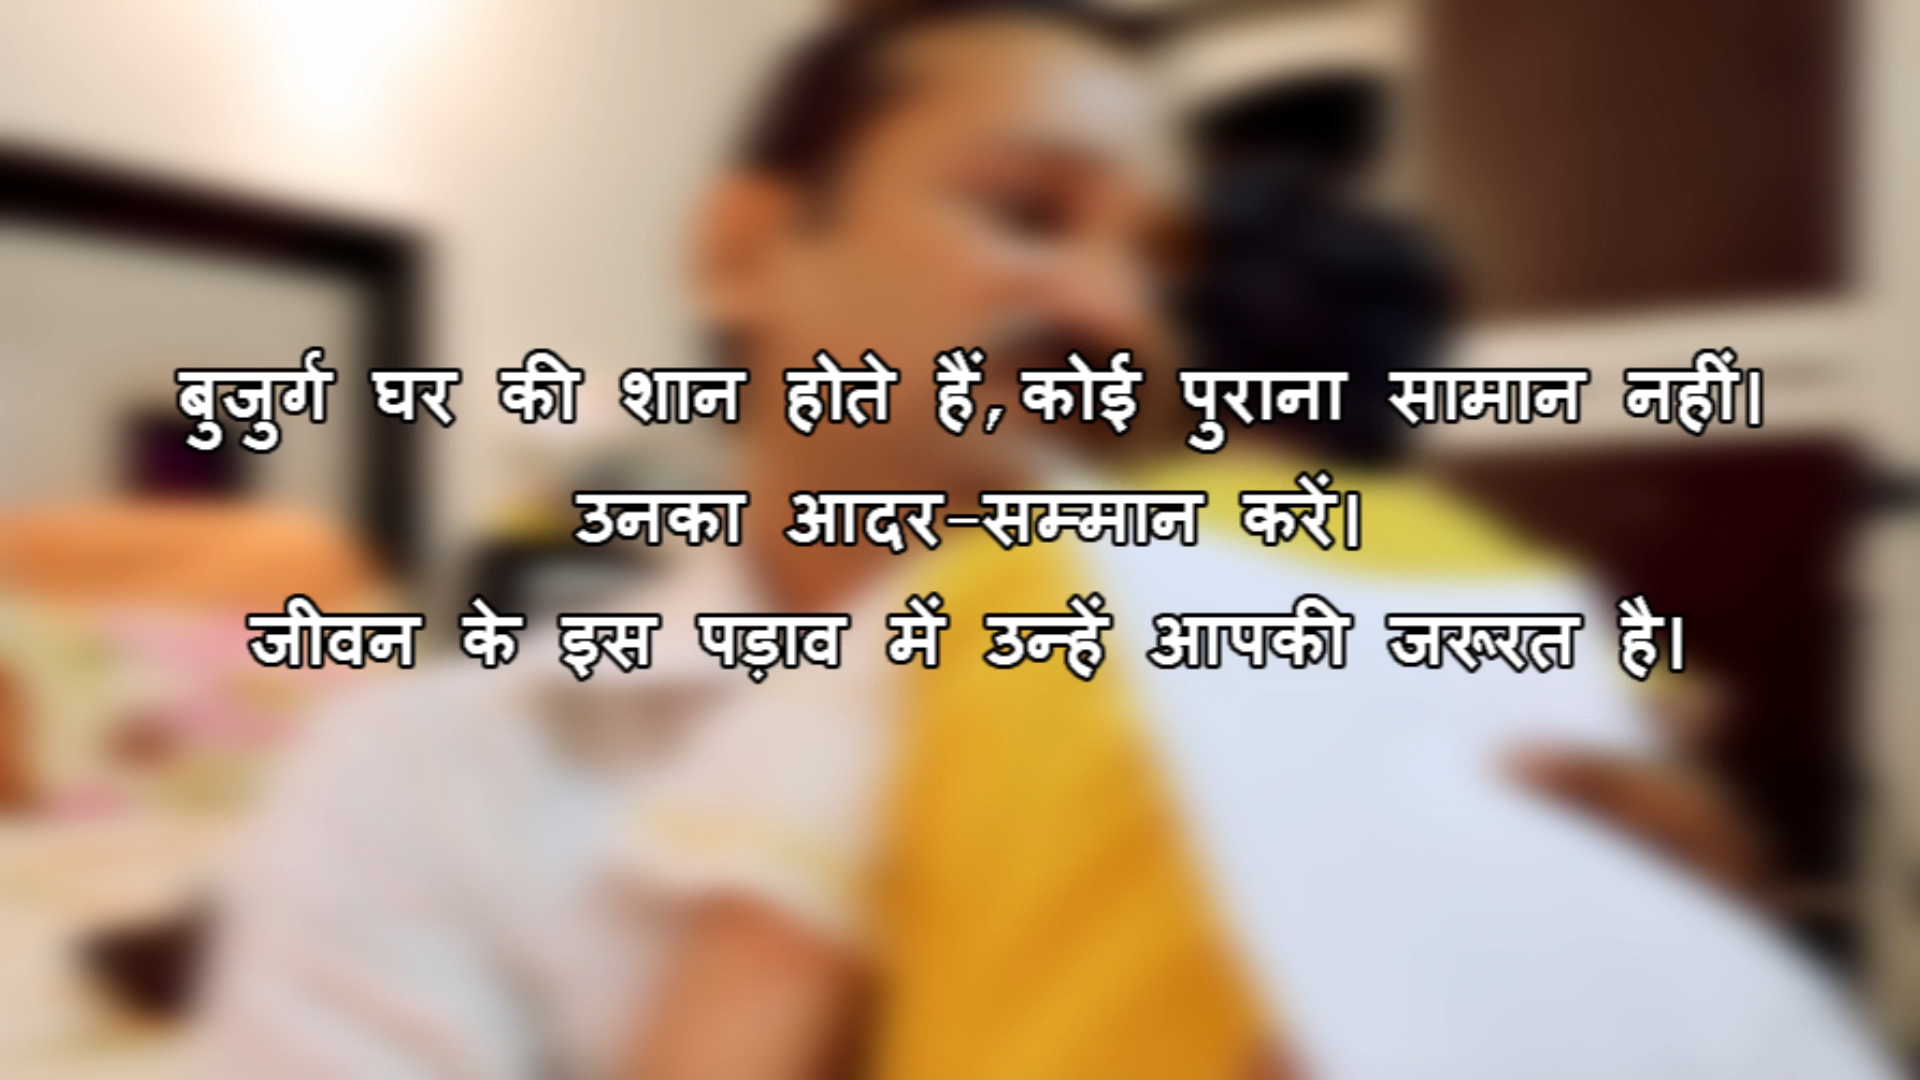 बुजुर्ग घर की शान होते हैं,कोई पुराना सामान नहीं।
उनका आदर-सम्मान करें।
जीवन के इस पड़ाव में उन्हें आपकी जरूरत है।